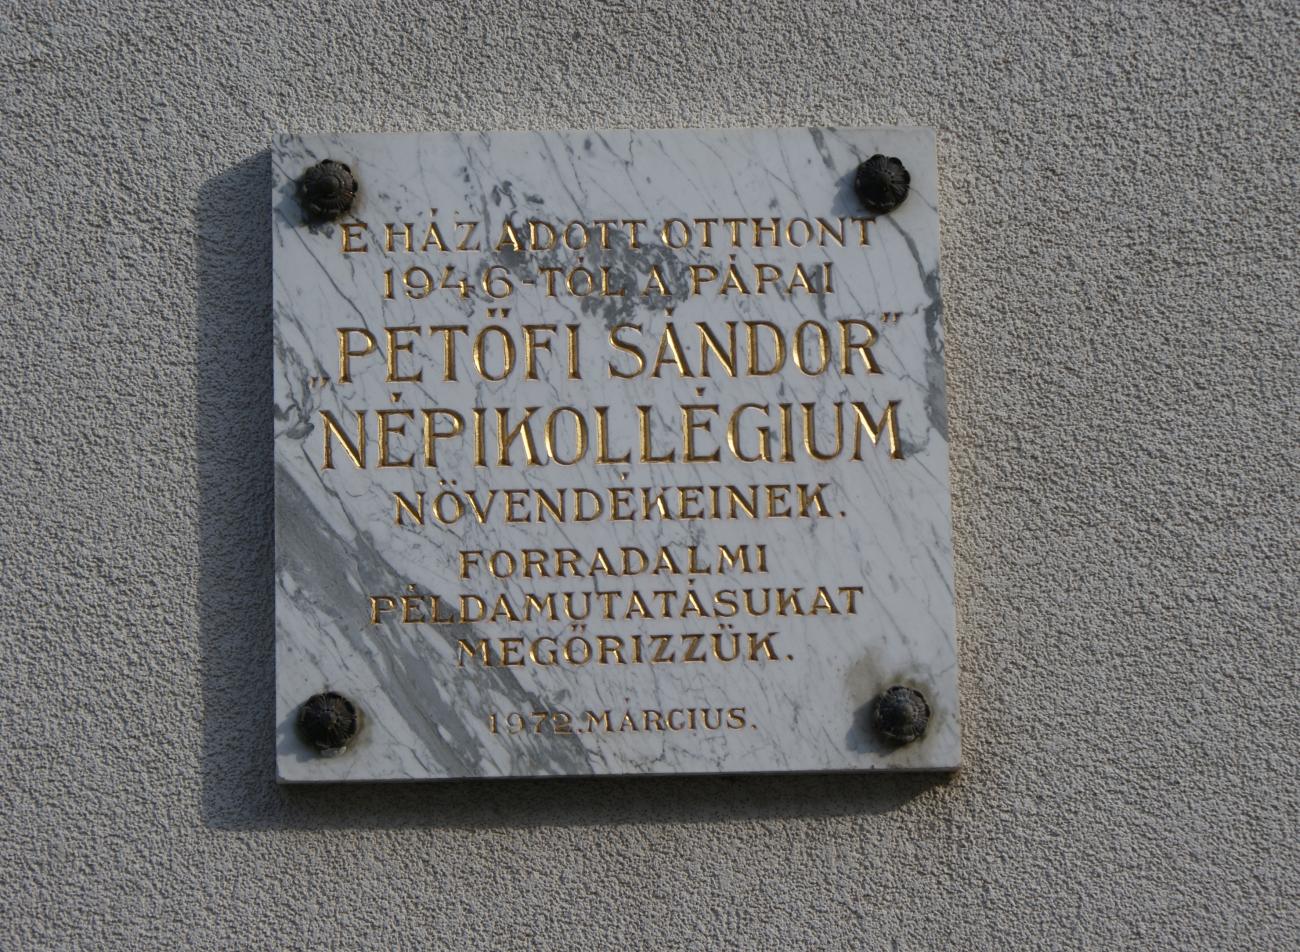 E HÁZ ADOTT OTTHONT
1946-TÓL A PÁPAI
„PETŐFI SÁNDOR”
NÉPIKOLLÉGIUM
NÖVENDÉKEINEK.
FORRADALMI
PÉLDAMUTATÁSUKAT
MEGŐRIZZÜK.
1972.MÁRCIUS.